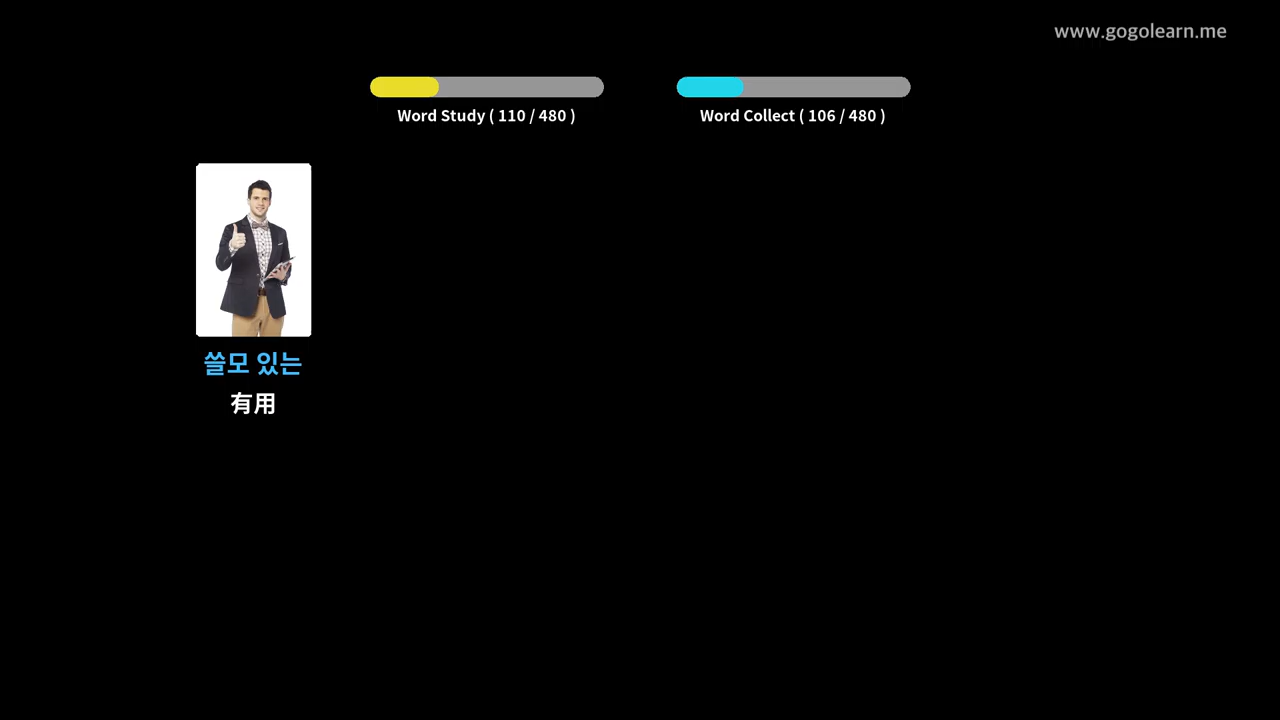 www.gogolearn.me
Word Study ( 110 / 480 )
Word Collect ( 106 / 480 )
쓸모 있는
有用